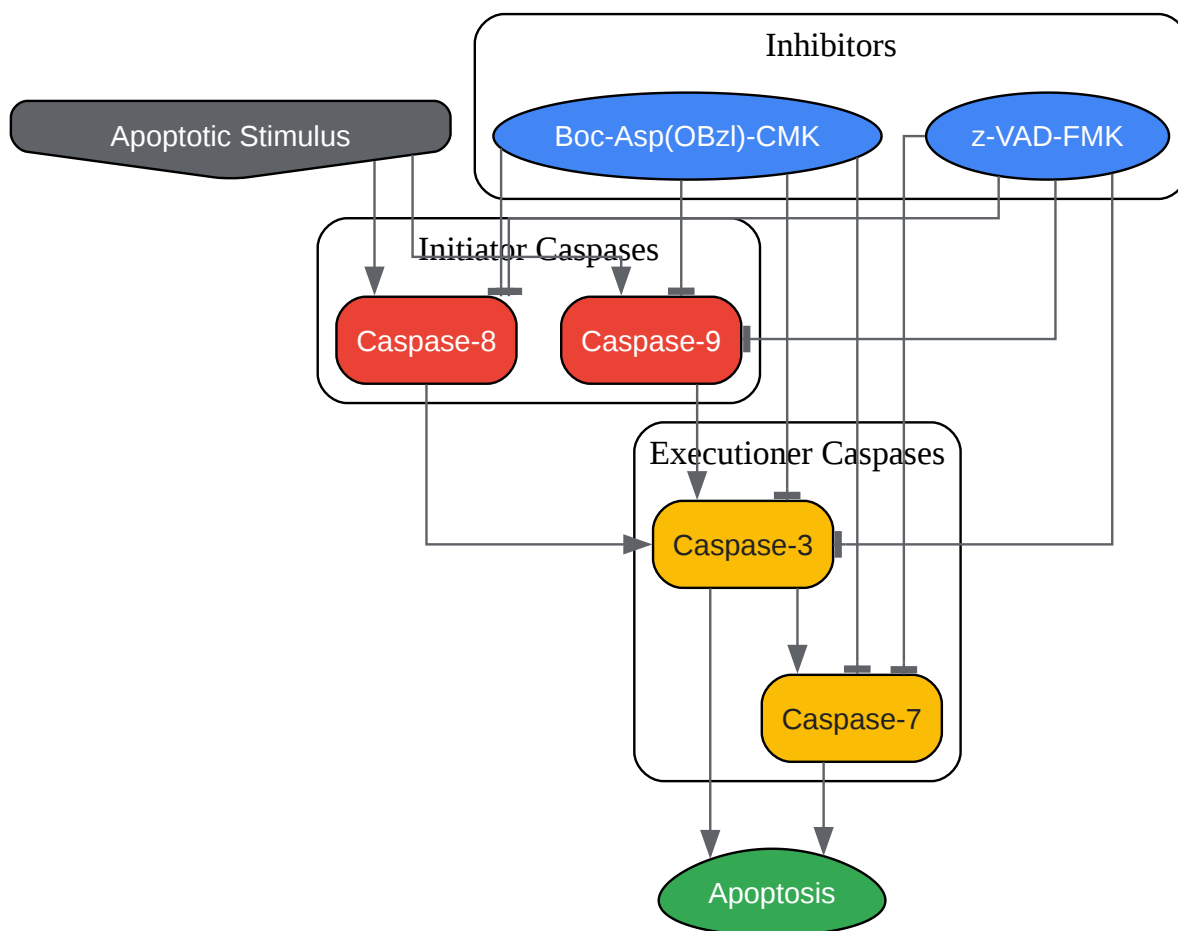 Inhibitors
Apoptotic Stimulus
Boc-Asp(OBzl)-CMK
z-VAD-FMK
Initiator Caspases
Caspase-8
Caspase-9
Executioner Caspases
Caspase-3
Caspase-7
Apoptosis